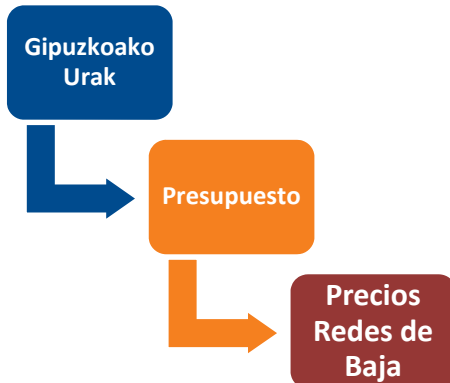 Gipuzkoako
Urak
Presupuesto
Precios
Redes de
Baja